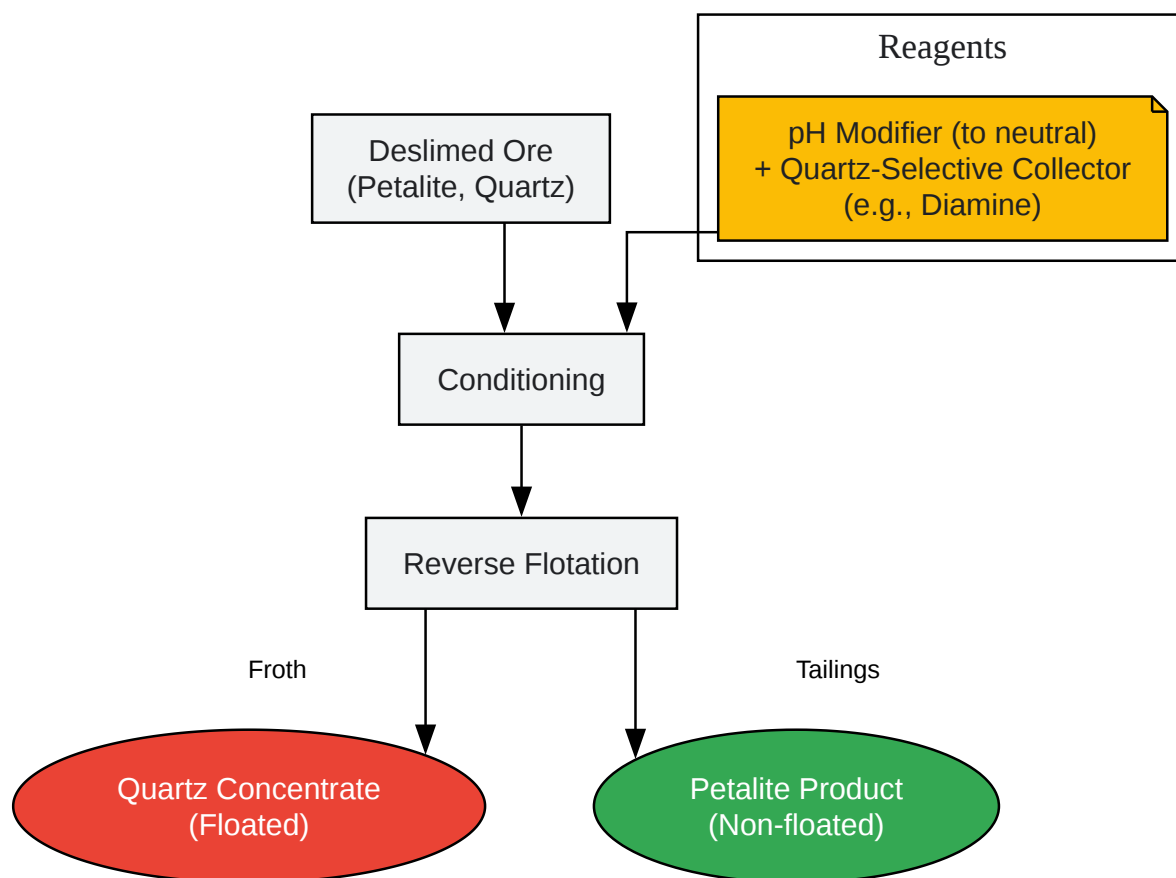 Reagents
pH Modifier (to neutral)
+ Quartz-Selective Collector
(e.g., Diamine)
Deslimed Ore
(Petalite, Quartz)
Conditioning
Reverse Flotation
Froth
Tailings
Quartz Concentrate
(Floated)
Petalite Product
(Non-floated)